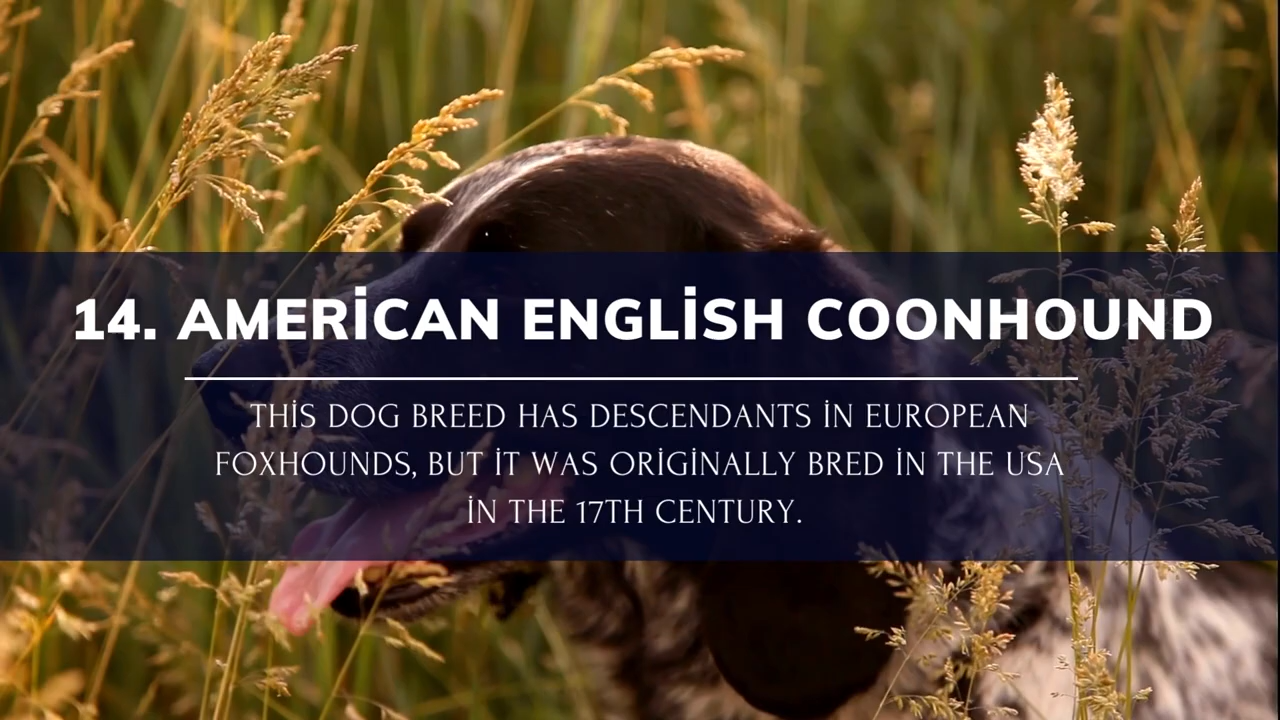 14. AMERİCAN ENGLİSH COONHOUND
THİS DOG BREED HAS DESCENDANTS İN EUROPEAN
FOXHOUNDS, BUT İT WAS ORİGİNALLY BRED İN THE USA
İN THE 17TH CENTURY.